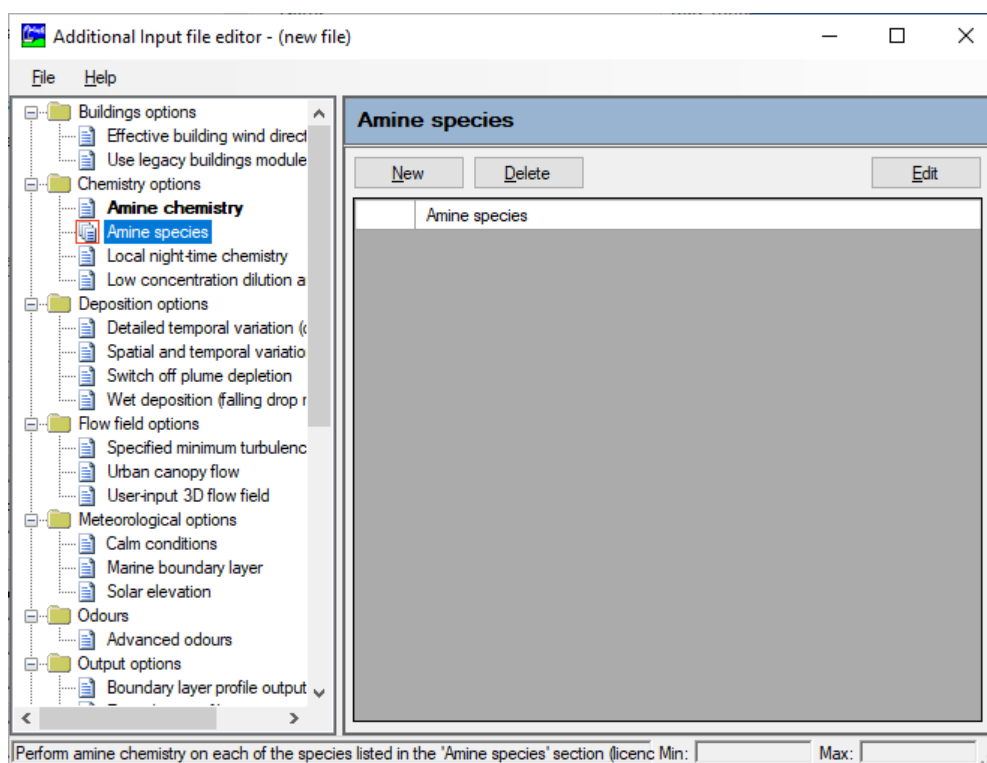 Additional Input file editor - (new file)
File Help
Buildings options
Effective building wind direct
Use legacy buildings module
Chemistry options
Amine chemistry
Amine species
Local night-time chemistry
Low concentration dilution a
Deposition options
Detailed temporal variation (c
Spatial and temporal variatio
Switch off plume depletion
Wet deposition (falling drop r
Flow field options
Specified minimum turbulenc
Urban canopy flow
User-input 3D flow field
Meteorological options
Calm conditions
Marine boundary layer
Solar elevation
Odours
Advanced odours
Output options
Boundary layer profile output
Amine species
New Delete Edit
Amine species
Perform amine chemistry on each of the species listed in the 'Amine species' section (licenc Min: Max: